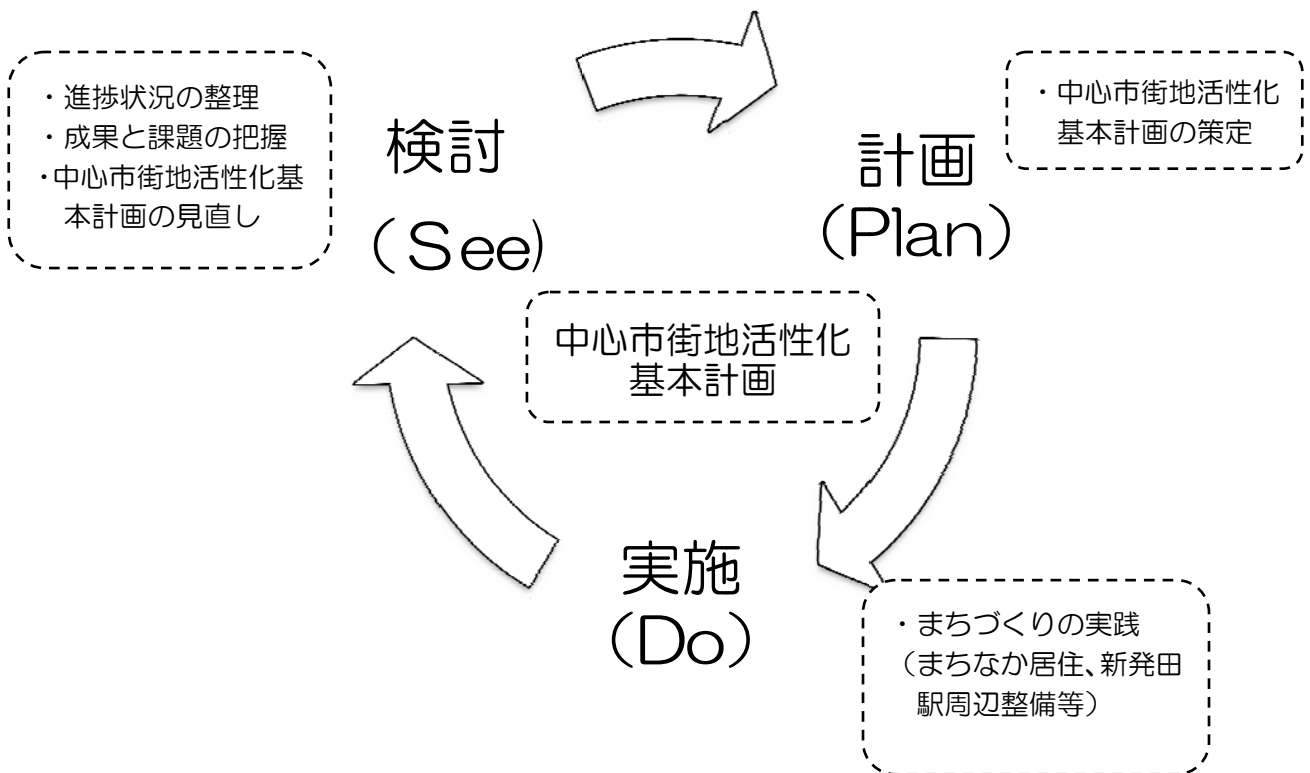 ・進捗状況の整理
・成果と課題の把握
・中心市街地活性化基
本計画の見直し
検討
（See）
計画
（Plan）
・中心市街地活性化
基本計画の策定
中心市街地活性化
基本計画
実施
（Do）
・まちづくりの実践
（まちなか居住、新発田
駅周辺整備等）